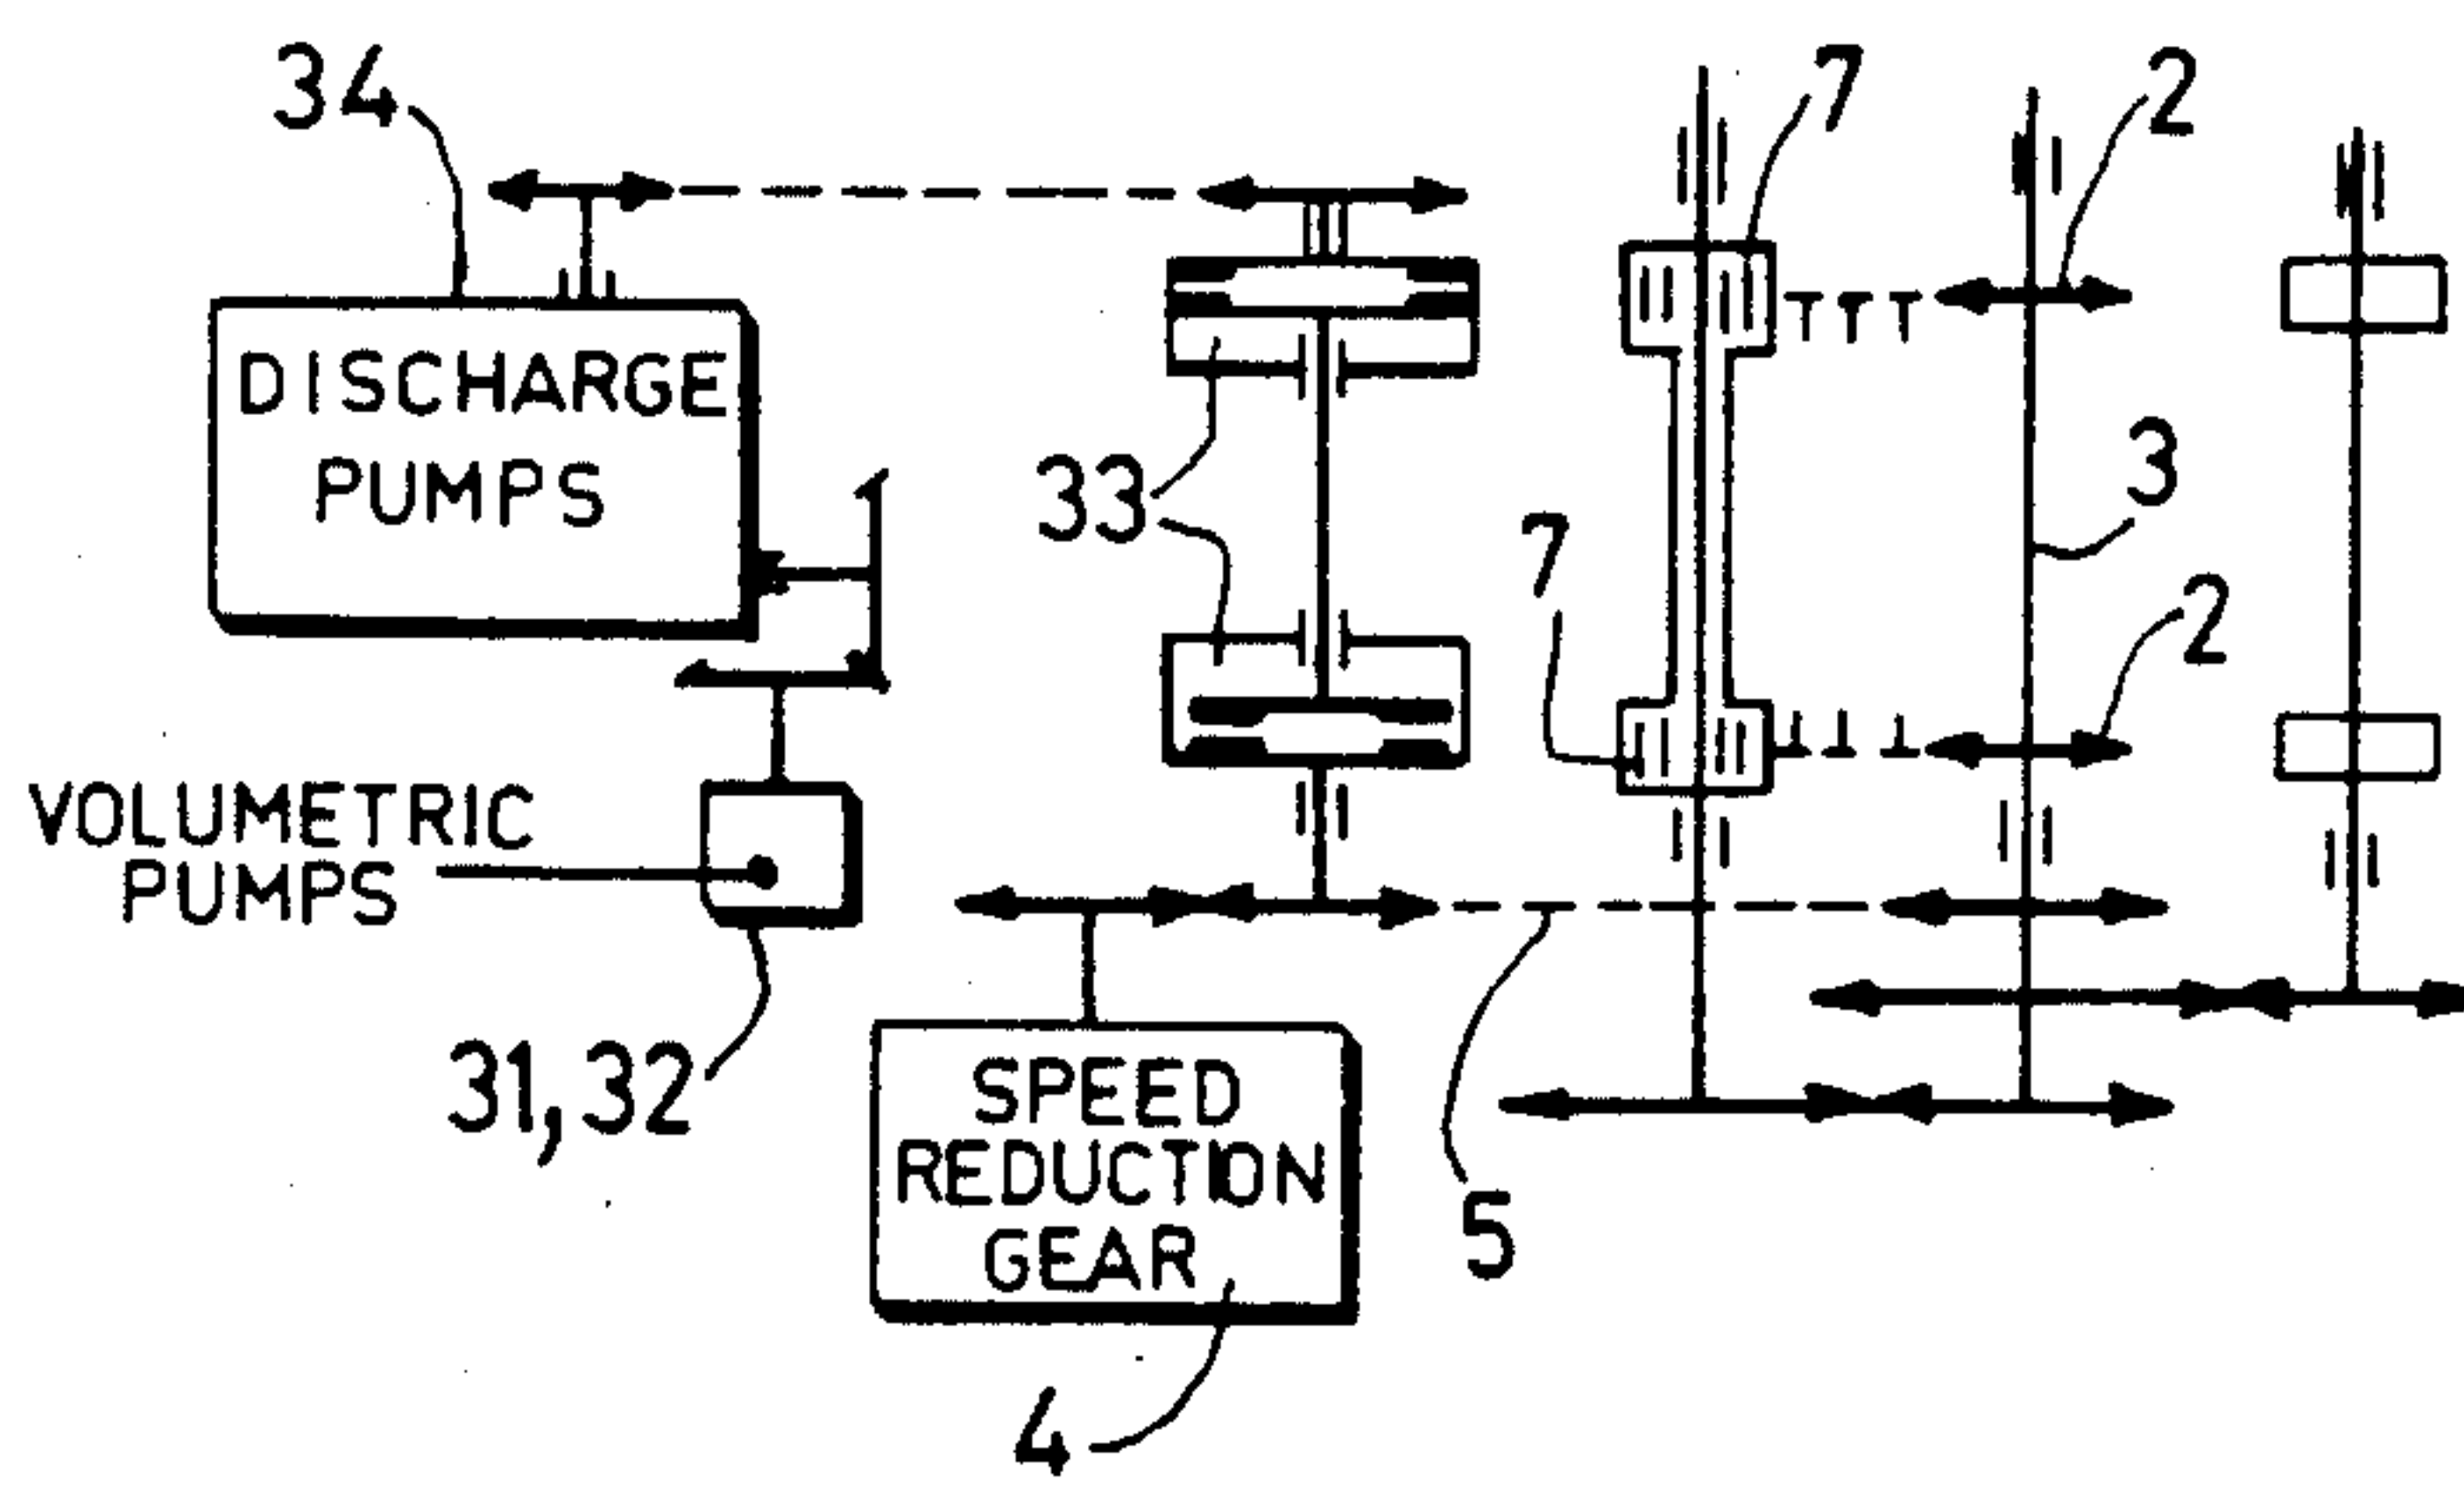 34
7
2
DISCHARGE
PUMPS
33
3
7
2
VOLUMETRIC
PUMPS
31,32
SPEED
REDUCTION
GEAR
5
4